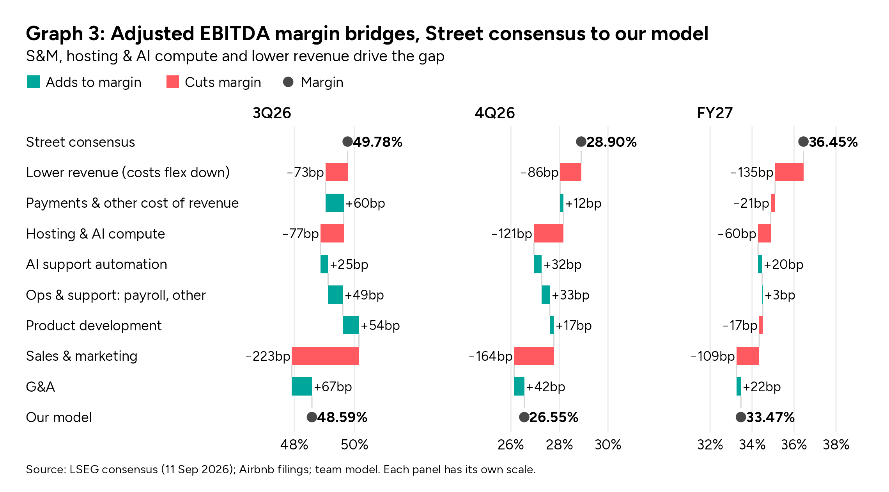 Graph 3: Adjusted EBITDA margin bridges, Street consensus to our model
S&M, hosting & AI compute and lower revenue drive the gap
Adds to margin Cuts margin Margin
3Q26 4Q26 FY27
Street consensus 49.78% 28.90% 36.45%
Lower revenue (costs flex down) −73bp −86bp −135bp
Payments & other cost of revenue +60bp +12bp −21bp
Hosting & AI compute −77bp −121bp −60bp
AI support automation +25bp +32bp +20bp
Ops & support: payroll, other +49bp +33bp +3bp
Product development +54bp +17bp −17bp
Sales & marketing −223bp −164bp −109bp
G&A +67bp +42bp +22bp
Our model 48.59% 26.55% 33.47%
48% 50% 26% 28% 30% 32% 34% 36% 38%
Source: LSEG consensus (11 Sep 2026); Airbnb filings; team model. Each panel has its own scale.